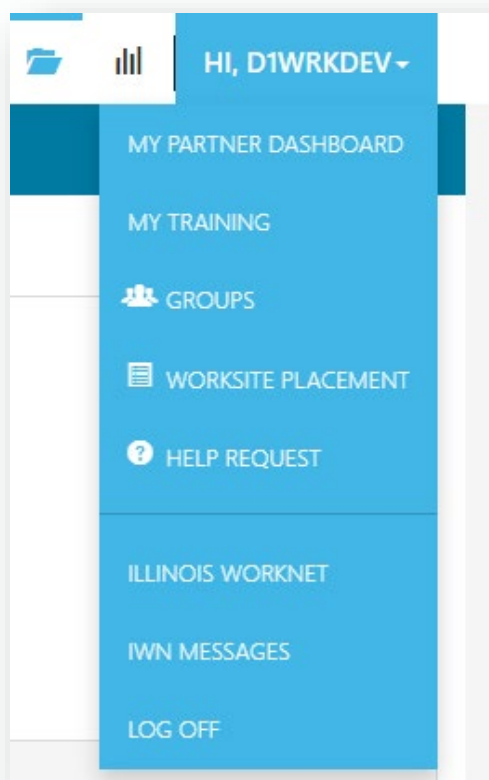 HI, D1WRKDEV
MY PARTNER DASHBOARD
MY TRAINING
GROUPS
WORKSITE PLACEMENT
HELP REQUEST
ILLINOIS WORKNET
IWN MESSAGES
LOG OFF